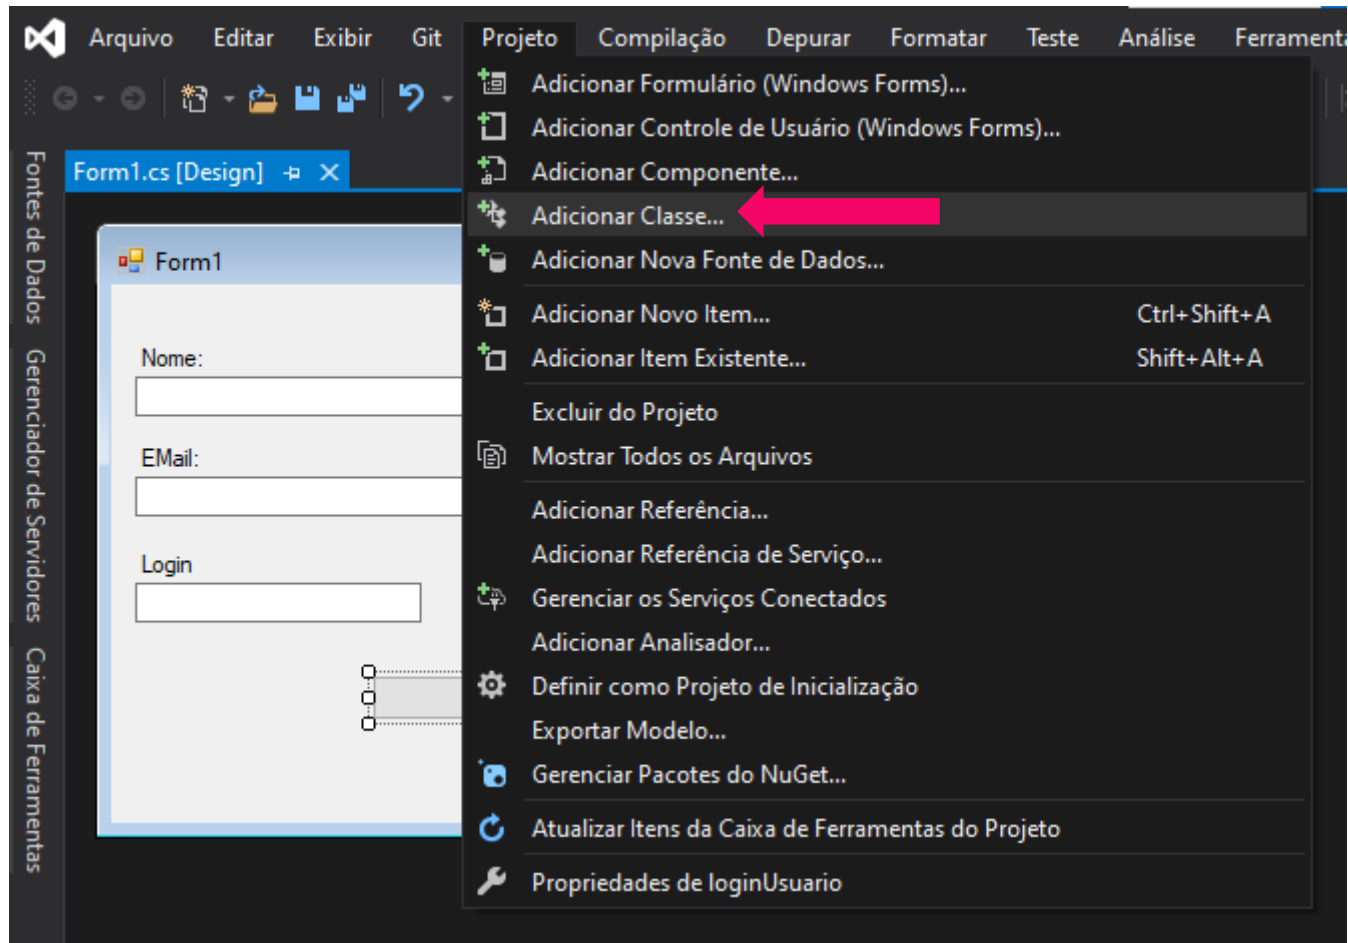 Arquivo Editar Exibir Git Projeto Compilação Depurar Formatar Teste Análise Ferramenta
Form1.cs [Design]
Fontes de Dados
Gerenciador de Servidores
Caixa de Ferramentas
Form1
Nome:
EMail:
Login
Adicionar Formulário (Windows Forms)...
Adicionar Controle de Usuário (Windows Forms)...
Adicionar Componente...
Adicionar Classe...
Adicionar Nova Fonte de Dados...
Adicionar Novo Item... Ctrl+Shift+A
Adicionar Item Existente... Shift+Alt+A
Excluir do Projeto
Mostrar Todos os Arquivos
Adicionar Referência...
Adicionar Referência de Serviço...
Gerenciar os Serviços Conectados
Adicionar Analisador...
Definir como Projeto de Inicialização
Exportar Modelo...
Gerenciar Pacotes do NuGet...
Atualizar Itens da Caixa de Ferramentas do Projeto
Propriedades de loginUsuario